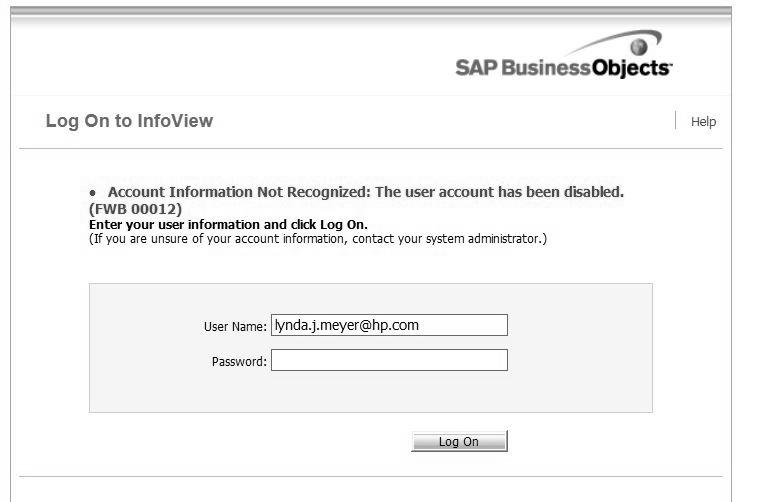 SAP BusinessObjects
Log On to InfoView
Help
• Account Information Not Recognized: The user account has been disabled.
(FWB 00012)
Enter your user information and click Log On.
(If you are unsure of your account information, contact your system administrator.)
User Name: lynda.j.meyer@hp.com
Password:
Log On